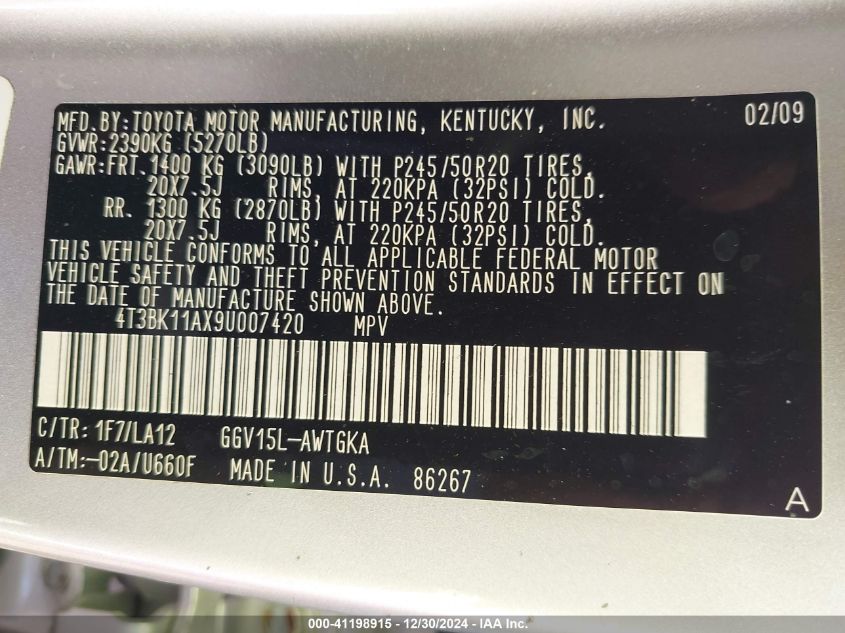 MFD.BY:TOYOTA MOTOR MANUFACTURING, KENTUCKY, INC. 02/09
GVWR:2390KG (5270LB)
GAWR:FRT.1400 KG (3090LB) WITH P245/50R20 TIRES,
20X7.5J RIMS, AT 220KPA (32PSI) COLD.
RR. 1300 KG (2870LB) WITH P245/50R20 TIRES,
20X7.5J RIMS, AT 220KPA (32PSI) COLD.
THIS VEHICLE CONFORMS TO ALL APPLICABLE FEDERAL MOTOR
VEHICLE SAFETY AND THEFT PREVENTION STANDARDS IN EFFECT ON
THE DATE OF MANUFACTURE SHOWN ABOVE.
4T3BK11AX9U007420 MPV
C/TR: 1F7/LA12 GGV15L-AWTGKA
A/TM:-02A/U660F MADE IN U.S.A. 86267
A
000-41198915 - 12/30/2024 - IAA Inc.